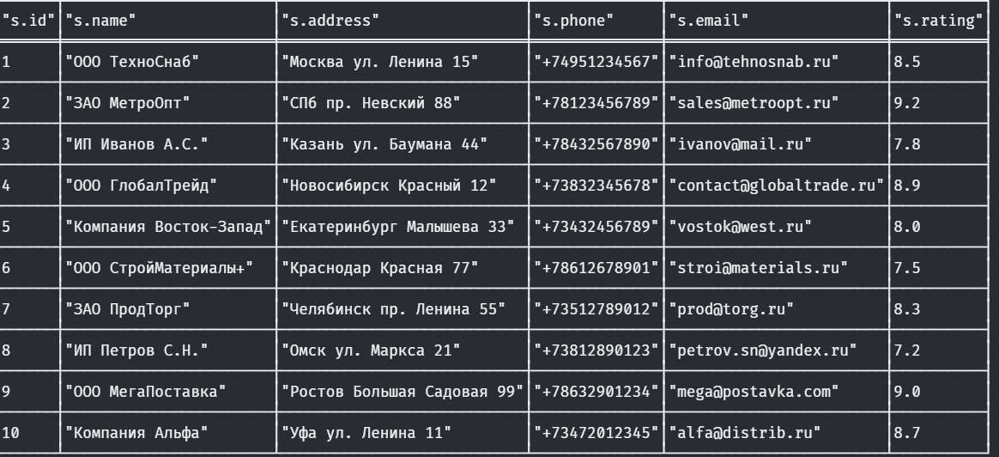 "s.id" "s.name" "s.address" "s.phone" "s.email" "s.rating"
1 "ООО ТехноСнаб" "Москва ул. Ленина 15" "+74951234567" "info@tehnosnab.ru" 8.5
2 "ЗАО МетроОпт" "СПб пр. Невский 88" "+78123456789" "sales@metroopt.ru" 9.2
3 "ИП Иванов А.С." "Казань ул. Баумана 44" "+78432567890" "ivanov@mail.ru" 7.8
4 "ООО ГлобалТрейд" "Новосибирск Красный 12" "+73832345678" "contact@globaltrade.ru" 8.9
5 "Компания Восток-Запад" "Екатеринбург Малышева 33" "+73432456789" "vostok@west.ru" 8.0
6 "ООО СтройМатериалы+" "Краснодар Красная 77" "+78612678901" "stroi@materials.ru" 7.5
7 "ЗАО ПродТорг" "Челябинск пр. Ленина 55" "+73512789012" "prod@torg.ru" 8.3
8 "ИП Петров С.Н." "Омск ул. Маркса 21" "+73812890123" "petrov.sn@yandex.ru" 7.2
9 "ООО МегаПоставка" "Ростов Большая Садовая 99" "+78632901234" "mega@postavka.com" 9.0
10 "Компания Альфа" "Уфа ул. Ленина 11" "+73472012345" "alfa@distrib.ru" 8.7